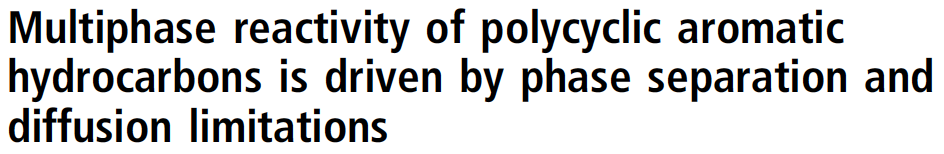 Multiphase reactivity of polycyclic aromatic
hydrocarbons is driven by phase separation and
diffusion limitations